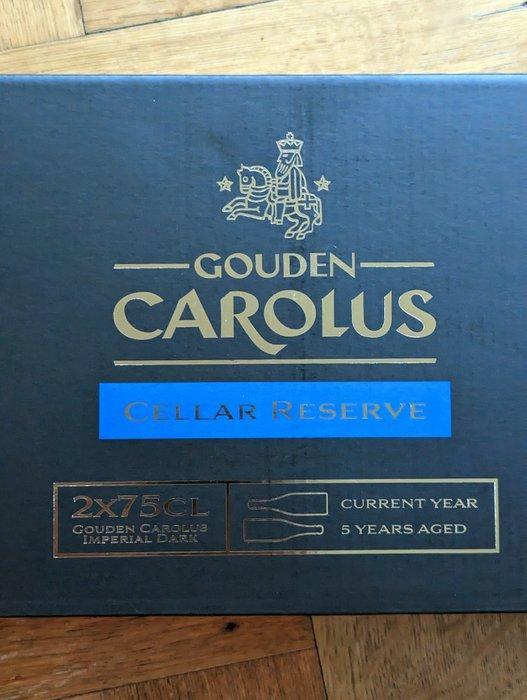 GOUDEN
CAROLUS
CELLAR RESERVE
2X75CL
GOUDEN CAROLUS
IMPERIAL DARK
CURRENT YEAR
5 YEARS AGED